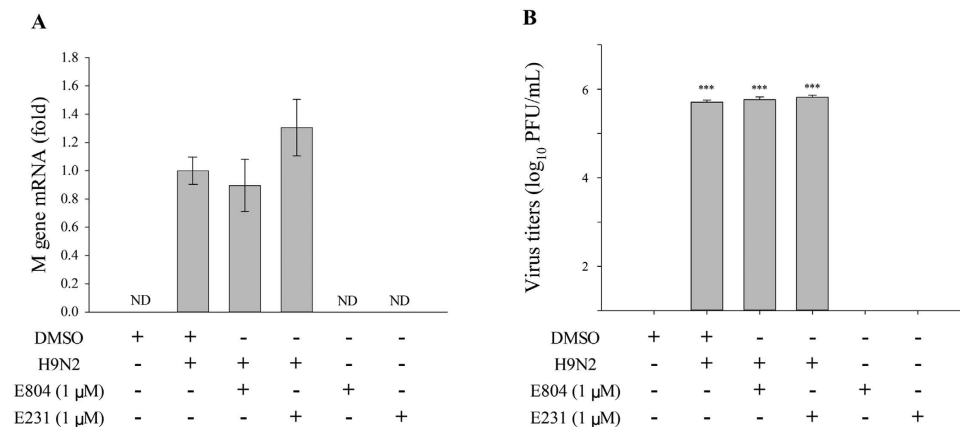 A
M gene mRNA (fold)
1.8
1.6
1.4
1.2
1.0
0.8
0.6
0.4
0.2
0.0
ND ND ND
DMSO + + - - - -
H9N2 - + + + - -
E804 (1 µM) - - + - + -
E231 (1 µM) - - - + - +
B
Virus titers (log10 PFU/mL)
6
4
2
*** *** ***
DMSO + + - - - -
H9N2 - + + + - -
E804 (1 µM) - - + - + -
E231 (1 µM) - - - + - +